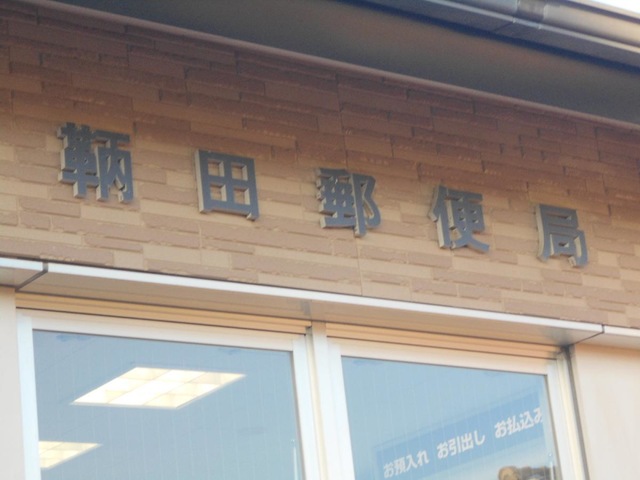 鞆田郵便局
お預入れ お引出し お払込み